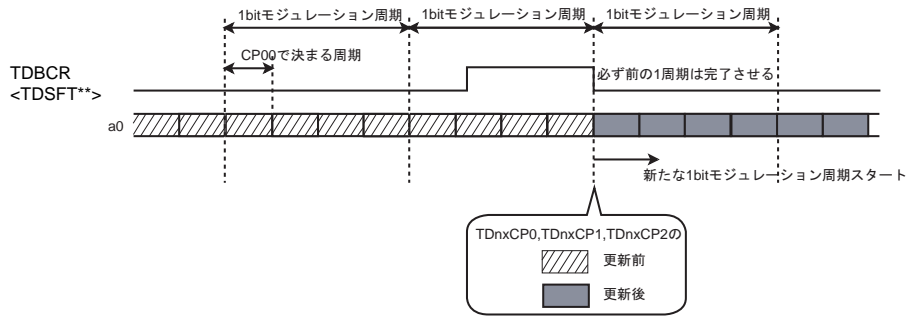 1bitモジュレーション周期
1bitモジュレーション周期
1bitモジュレーション周期
CP00で決まる周期
TDBCR
<TDSFT**>
必ず前の1周期は完了させる
a0
新たな1bitモジュレーション周期スタート
TDnxCP0,TDnxCP1,TDnxCP2の
更新前
更新後